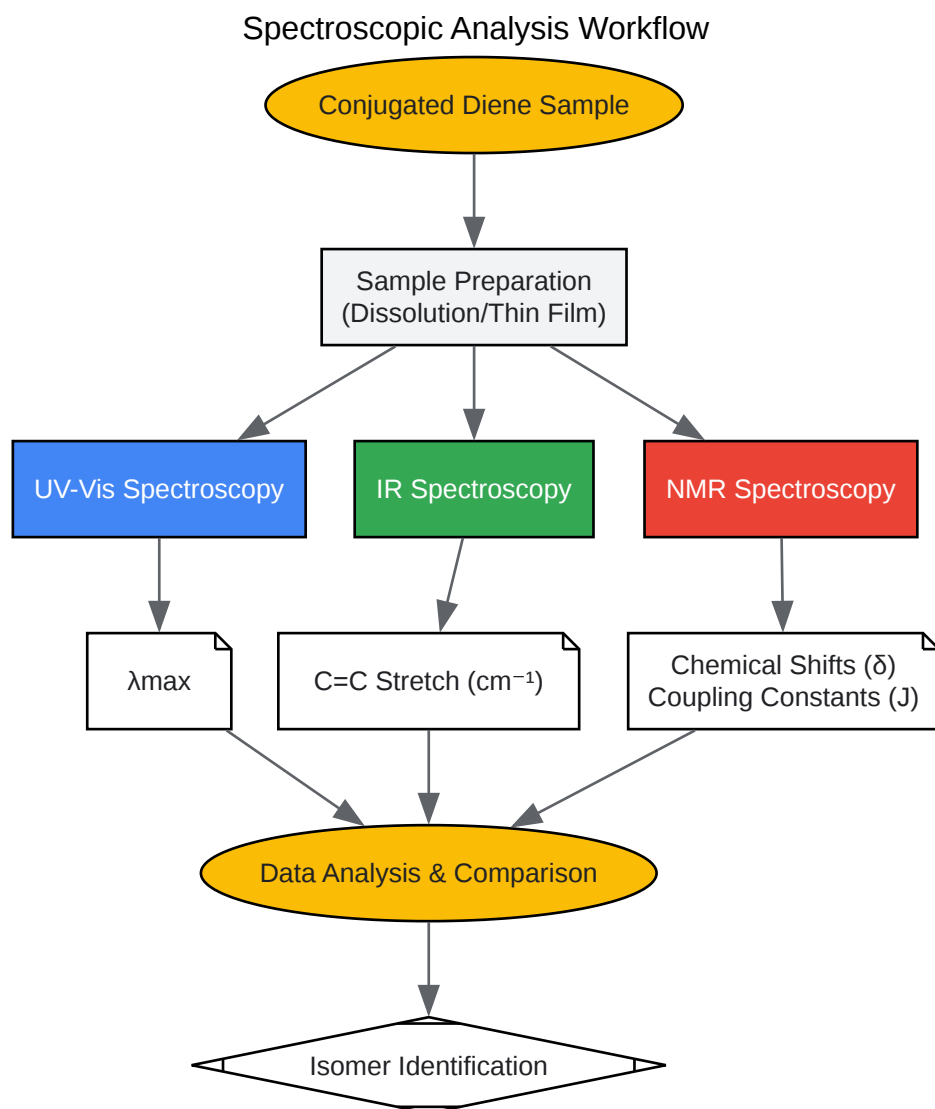 Spectroscopic Analysis Workflow
Conjugated Diene Sample
Sample Preparation
(Dissolution/Thin Film)
UV-Vis Spectroscopy
IR Spectroscopy
NMR Spectroscopy
λmax
C=C Stretch (cm⁻¹)
Chemical Shifts (δ)
Coupling Constants (J)
Data Analysis & Comparison
Isomer Identification